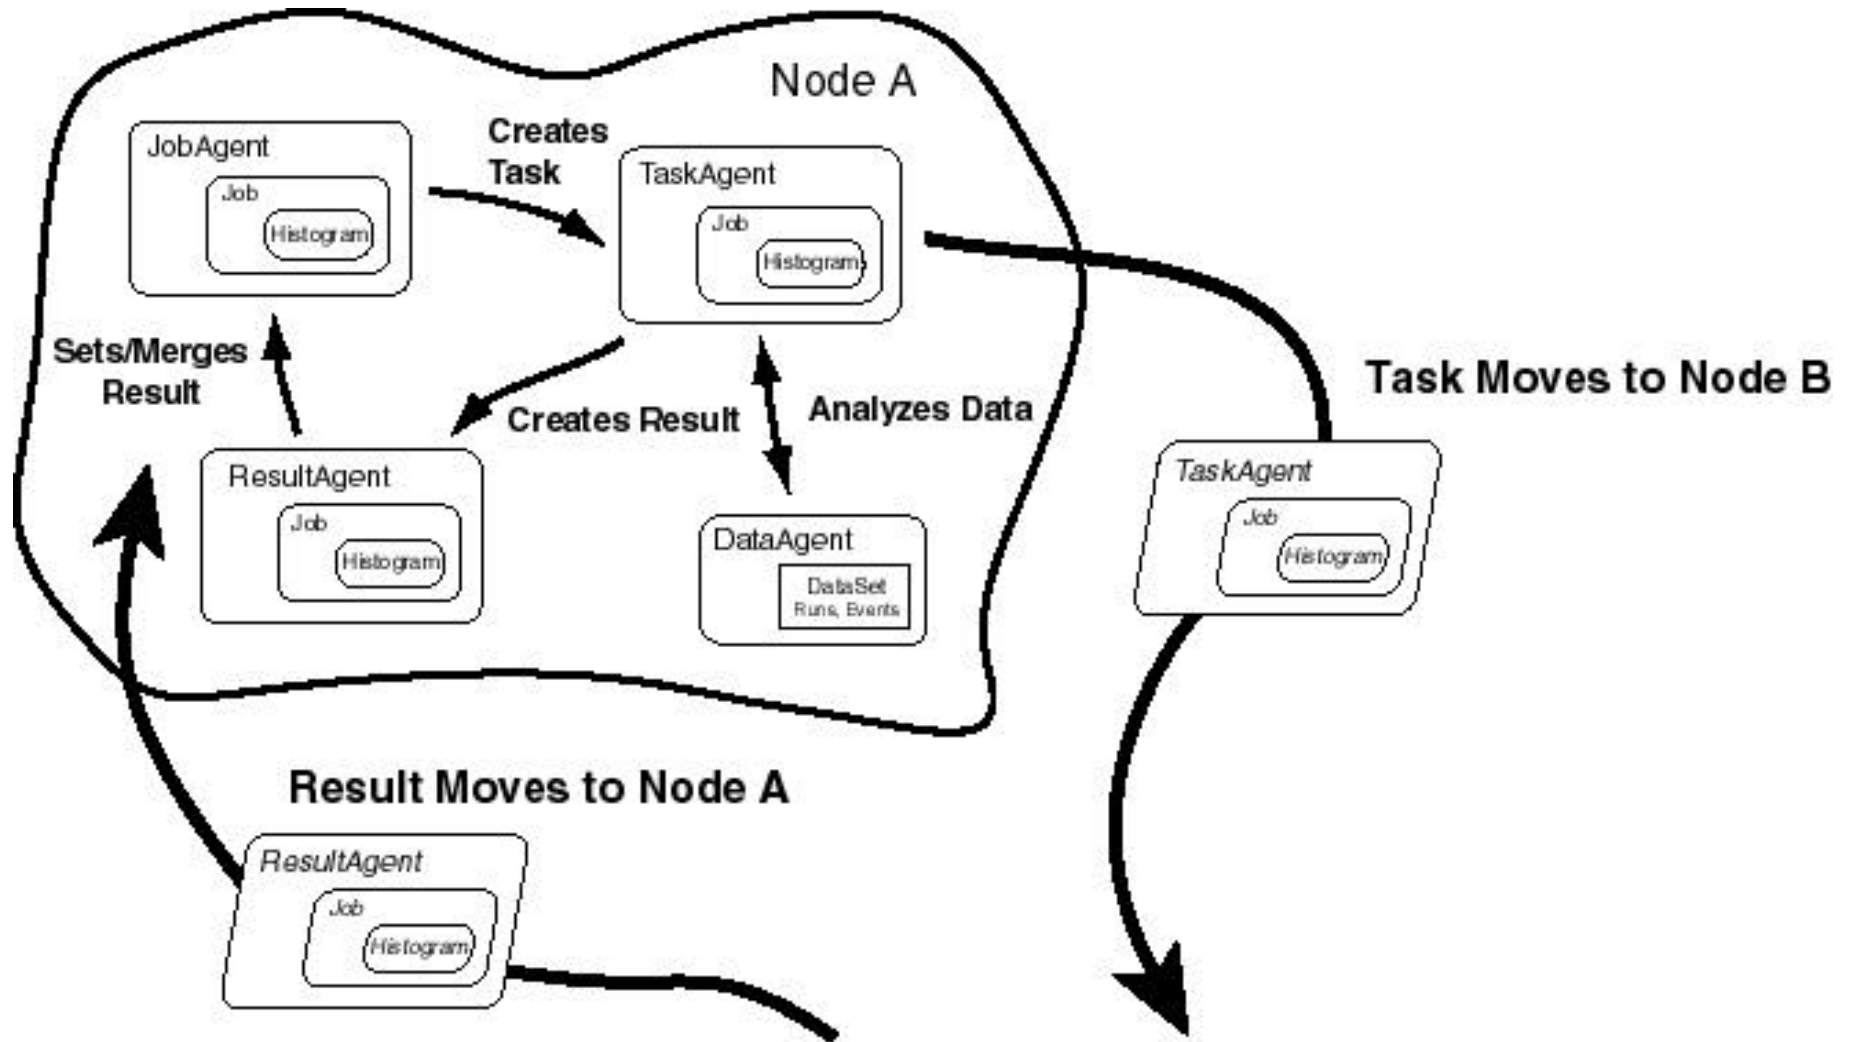 Node A
JobAgent
Job
Histogram
Creates
Task
TaskAgent
Job
Histogram
Sets/Merges
Result
Creates Result
Analyzes Data
Task Moves to Node B
ResultAgent
Job
Histogram
DataAgent
DataSet
Runs, Events
TaskAgent
Job
Histogram
Result Moves to Node A
ResultAgent
Job
Histogram